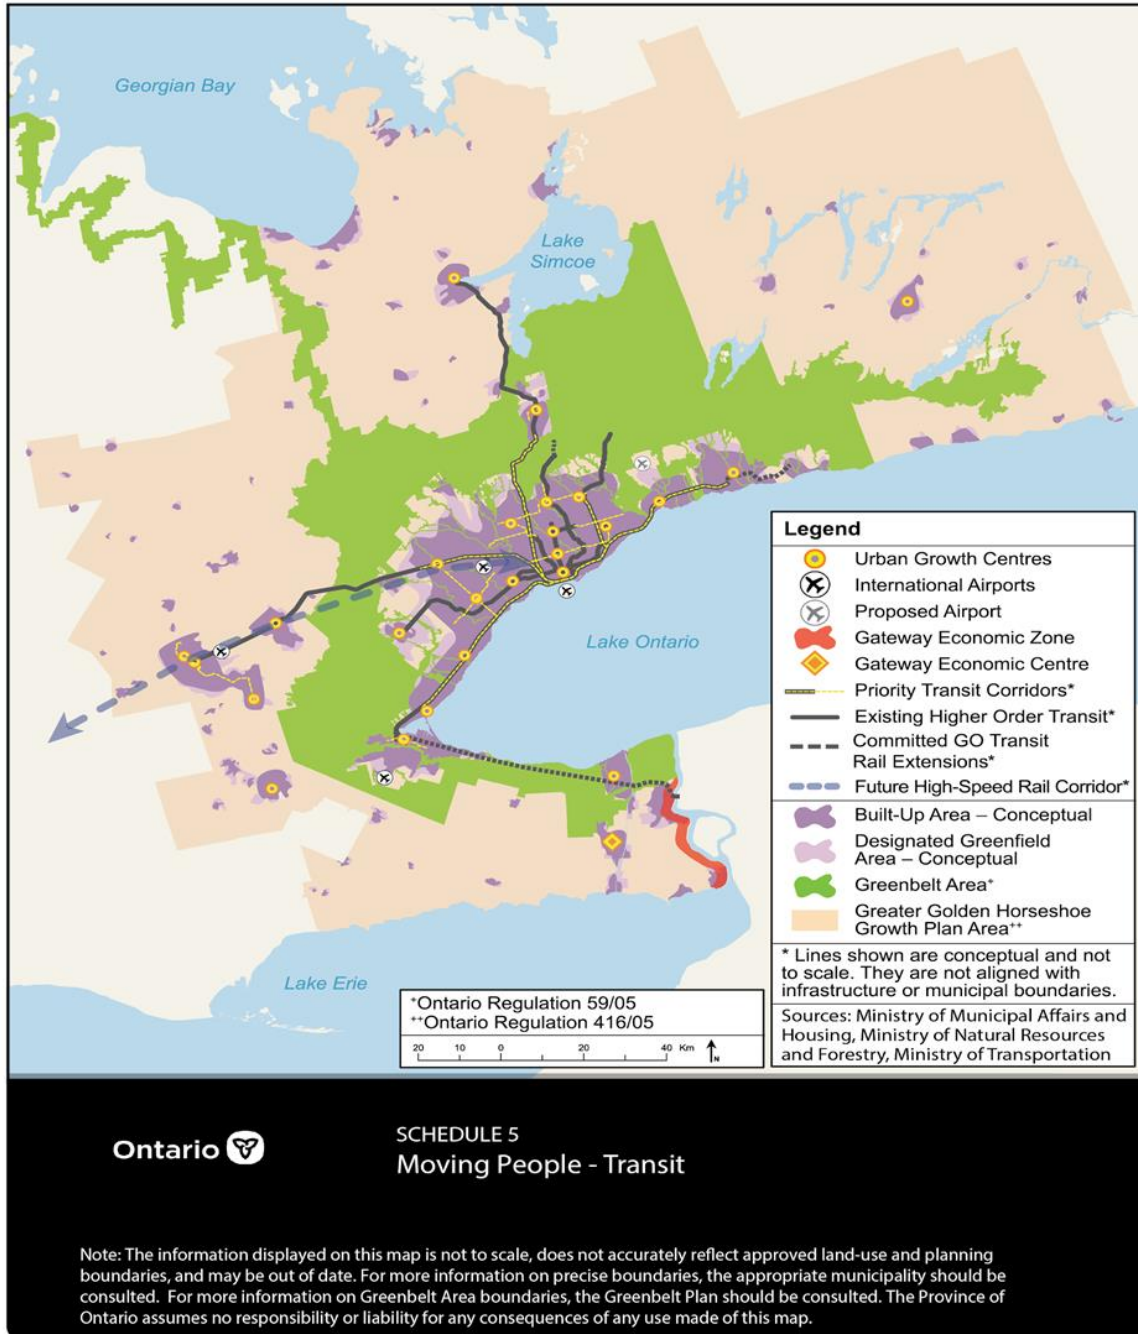 Georgian Bay
Lake
Simcoe
Lake Ontario
Lake Erie
Legend
Urban Growth Centres
International Airports
Proposed Airport
Gateway Economic Zone
Gateway Economic Centre
Priority Transit Corridors*
Existing Higher Order Transit*
Committed GO Transit
Rail Extensions*
Future High-Speed Rail Corridor*
Built-Up Area – Conceptual
Designated Greenfield
Area – Conceptual
Greenbelt Area⁺
Greater Golden Horseshoe
Growth Plan Area⁺⁺
* Lines shown are conceptual and not
to scale. They are not aligned with
infrastructure or municipal boundaries.
Sources: Ministry of Municipal Affairs and
Housing, Ministry of Natural Resources
and Forestry, Ministry of Transportation
⁺Ontario Regulation 59/05
⁺⁺Ontario Regulation 416/05
20 10 0 20 40 Km N
Ontario
SCHEDULE 5
Moving People - Transit
Note: The information displayed on this map is not to scale, does not accurately reflect approved land-use and planning
boundaries, and may be out of date. For more information on precise boundaries, the appropriate municipality should be
consulted. For more information on Greenbelt Area boundaries, the Greenbelt Plan should be consulted. The Province of
Ontario assumes no responsibility or liability for any consequences of any use made of this map.